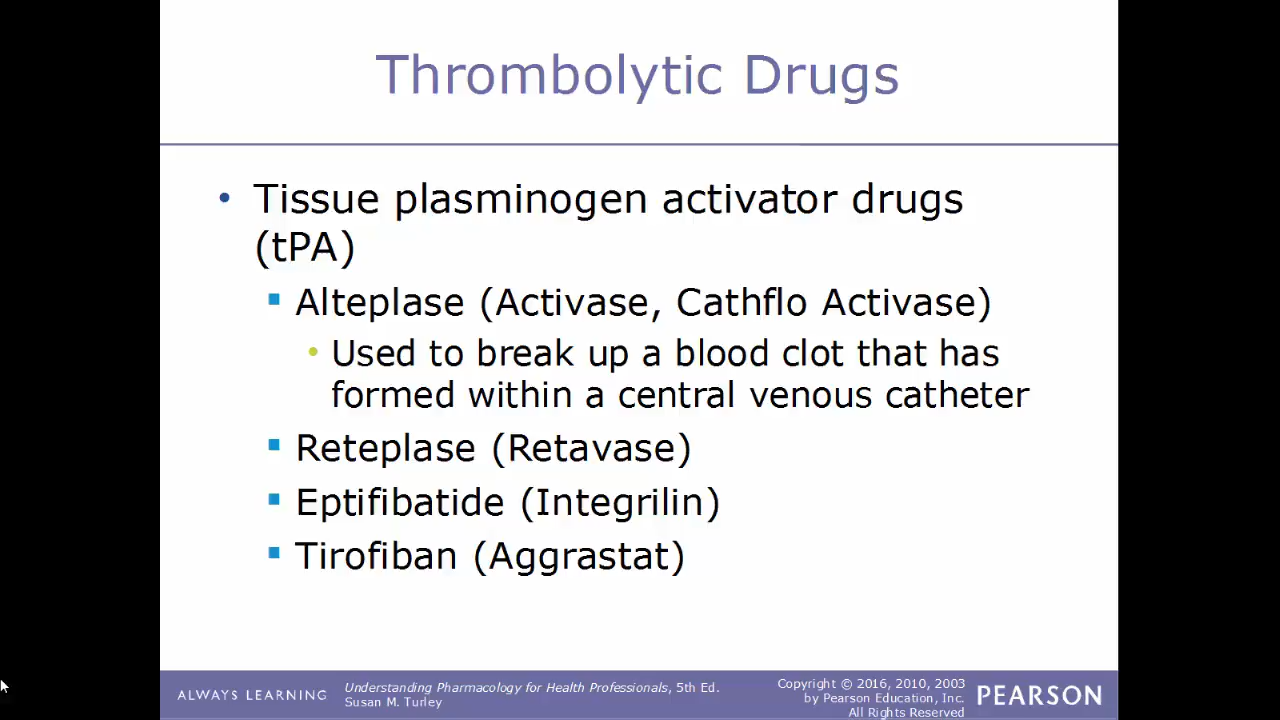 Thrombolytic Drugs
• Tissue plasminogen activator drugs
(tPA)
▪ Alteplase (Activase, Cathflo Activase)
• Used to break up a blood clot that has
formed within a central venous catheter
▪ Reteplase (Retavase)
▪ Eptifibatide (Integrilin)
▪ Tirofiban (Aggrastat)
ALWAYS LEARNING
Understanding Pharmacology for Health Professionals, 5th Ed.
Susan M. Turley
Copyright © 2016, 2010, 2003
by Pearson Education, Inc.
All Rights Reserved
PEARSON